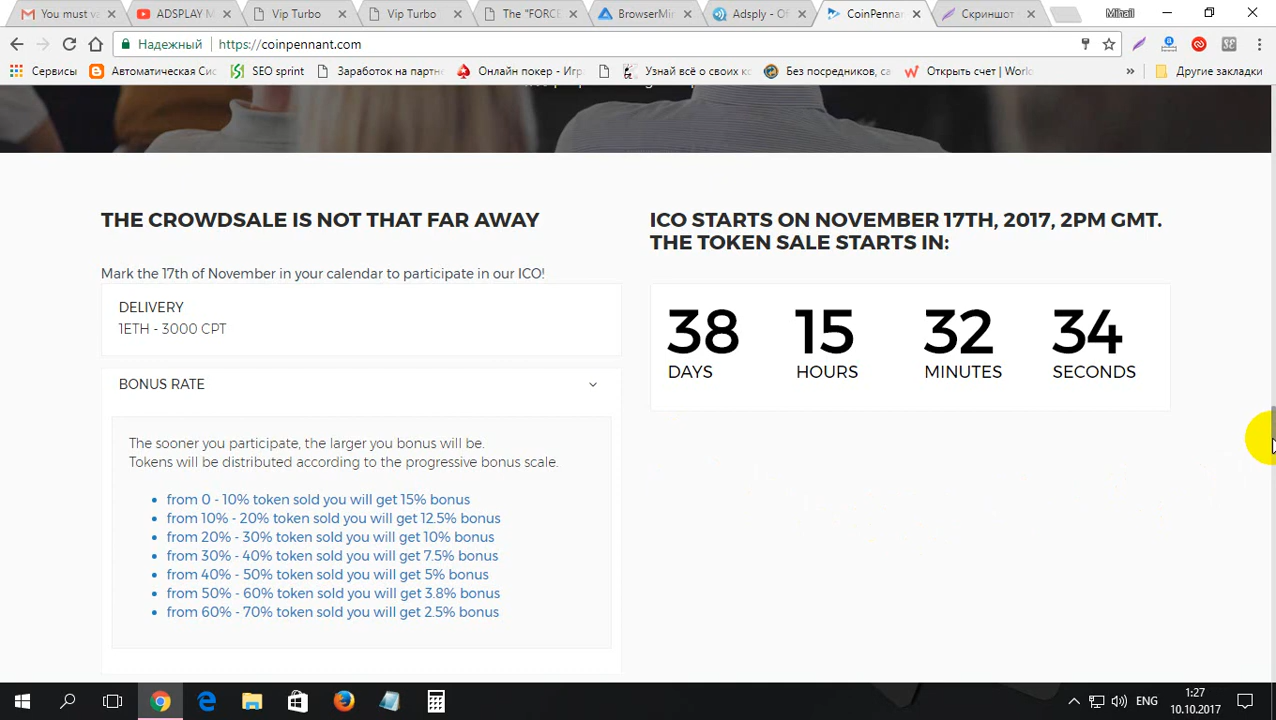 You must va
ADSPLAY M
Vip Turbo
Vip Turbo
The "FORCE
BrowserMin
Adsply - Of
CoinPennan
Скриншот
Mihail
Надежный
https://coinpennant.com
Сервисы
Автоматическая Сис
SEO sprint
Заработок на партне
Онлайн покер - Игр
Узнай всё о своих ко
Без посредников, са
Открыть счет | Worl
Другие закладки
THE CROWDSALE IS NOT THAT FAR AWAY
Mark the 17th of November in your calendar to participate in our ICO!
DELIVERY
1ETH - 3000 CPT
BONUS RATE
The sooner you participate, the larger you bonus will be.
Tokens will be distributed according to the progressive bonus scale.
from 0 - 10% token sold you will get 15% bonus
from 10% - 20% token sold you will get 12.5% bonus
from 20% - 30% token sold you will get 10% bonus
from 30% - 40% token sold you will get 7.5% bonus
from 40% - 50% token sold you will get 5% bonus
from 50% - 60% token sold you will get 3.8% bonus
from 60% - 70% token sold you will get 2.5% bonus
ICO STARTS ON NOVEMBER 17TH, 2017, 2PM GMT.
THE TOKEN SALE STARTS IN:
38 15 32 34
DAYS HOURS MINUTES SECONDS
ENG
1:27
10.10.2017